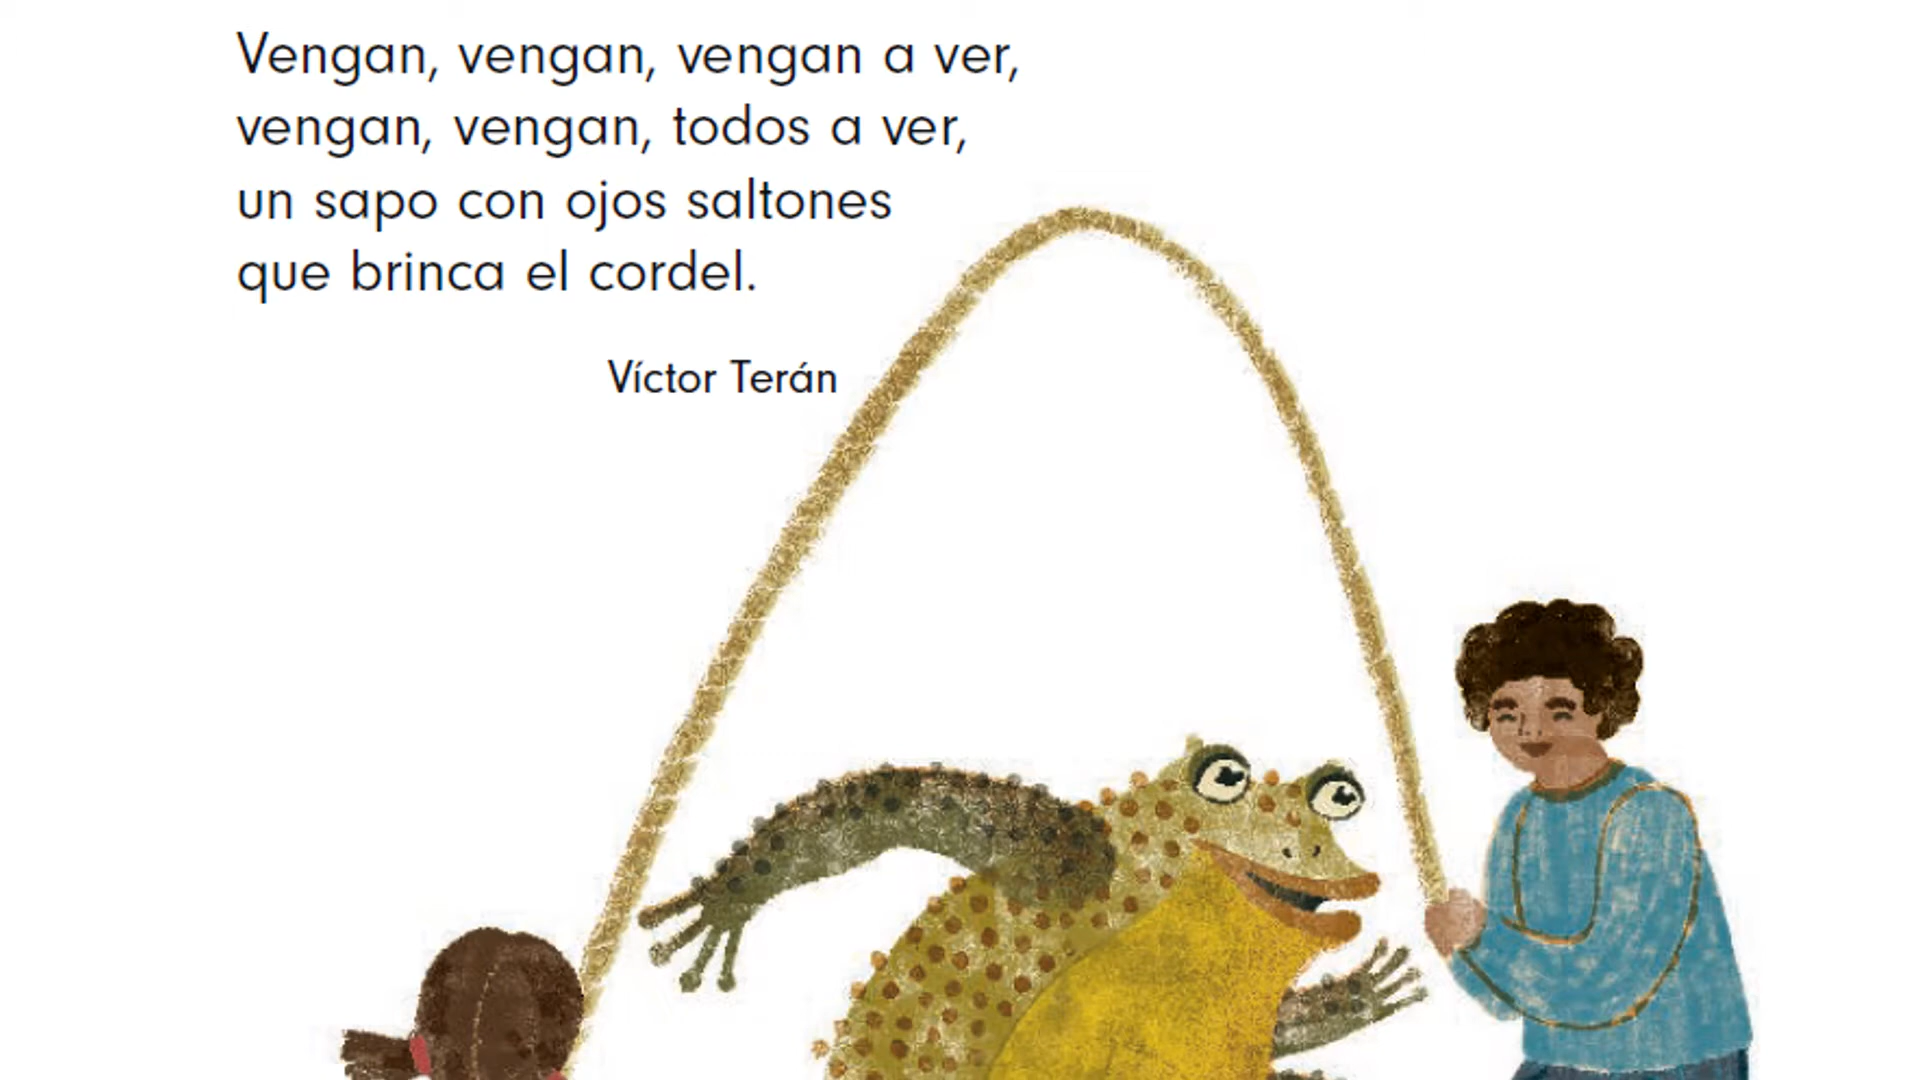 Vengan, vengan, vengan a ver,
vengan, vengan, todos a ver,
un sapo con ojos saltones
que brinca el cordel.
Víctor Terán